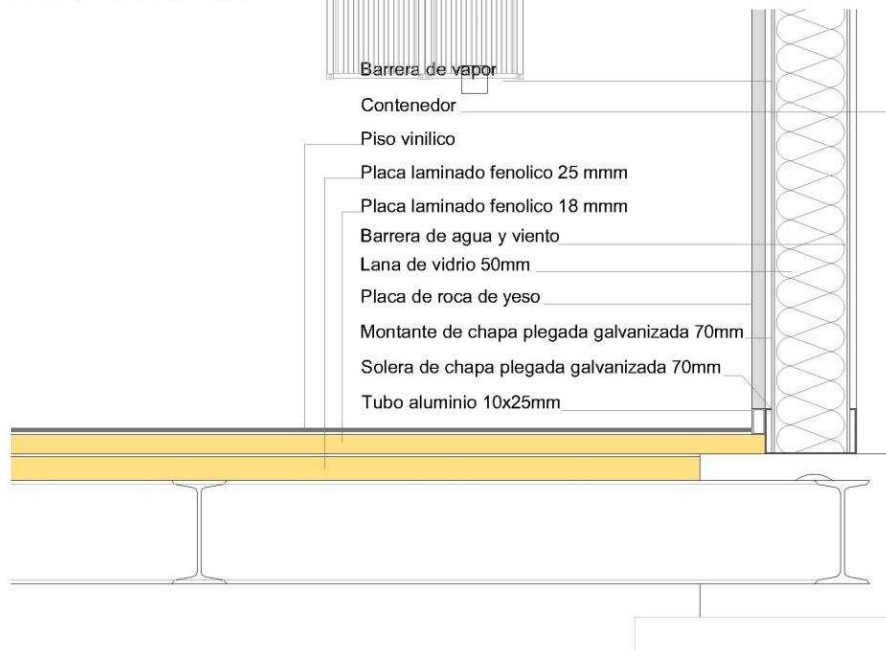 Barrera de vapor
Contenedor
Piso vinilico
Placa laminado fenolico 25 mmm
Placa laminado fenolico 18 mmm
Barrera de agua y viento
Lana de vidrio 50mm
Placa de roca de yeso
Montante de chapa plegada galvanizada 70mm
Solera de chapa plegada galvanizada 70mm
Tubo aluminio 10x25mm